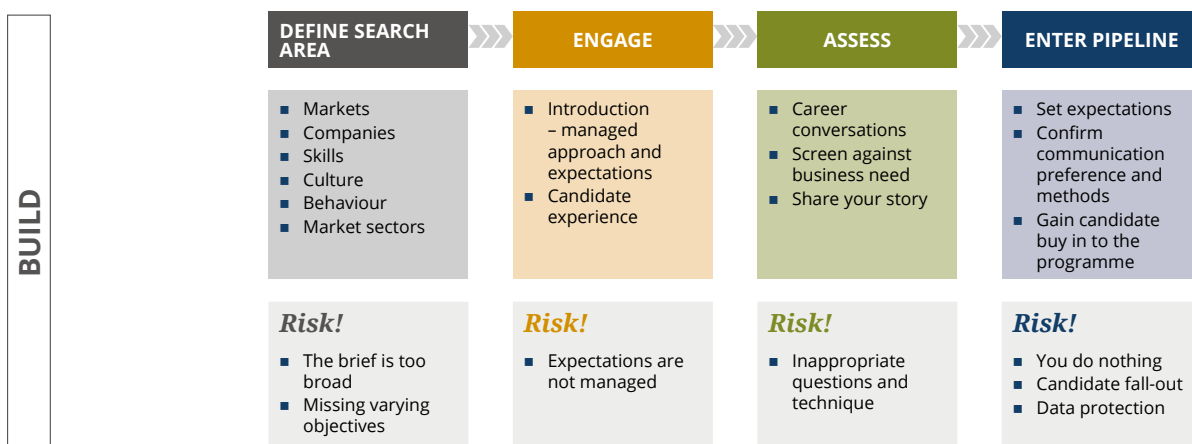 BUILD
DEFINE SEARCH
AREA
Markets
Companies
Skills
Culture
Behaviour
Market sectors
Risk!
The brief is too
broad
Missing varying
objectives
ENGAGE
Introduction
– managed
approach and
expectations
Candidate
experience
Risk!
Expectations are
not managed
ASSESS
Career
conversations
Screen against
business need
Share your story
Risk!
Inappropriate
questions and
technique
ENTER PIPELINE
Set expectations
Confirm
communication
preference and
methods
Gain candidate
buy in to the
programme
Risk!
You do nothing
Candidate fall-out
Data protection